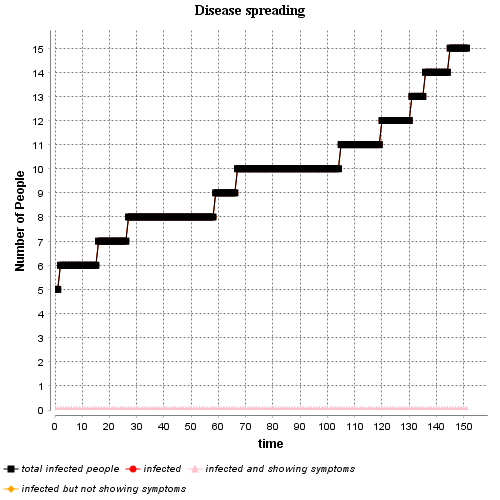 Disease spreading
Number of People
15
14
13
12
11
10
9
8
7
6
5
4
3
2
1
0
0 10 20 30 40 50 60 70 80 90 100 110 120 130 140 150
time
total infected people infected infected and showing symptoms
infected but not showing symptoms